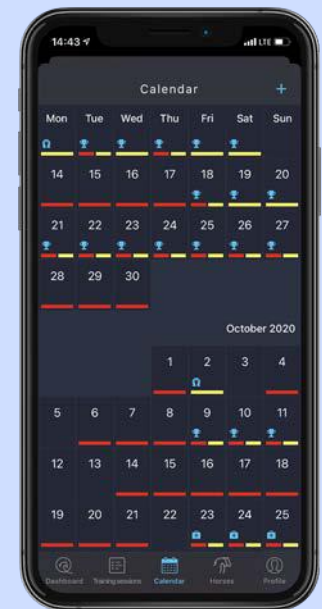 14:43 LTE
Calendar +
Mon Tue Wed Thu Fri Sat Sun
14 15 16 17 18 19 20
21 22 23 24 25 26 27
28 29 30
October 2020
1 2 3 4
5 6 7 8 9 10 11
12 13 14 15 16 17 18
19 20 21 22 23 24 25
Dashboard Training sessions Calendar Horses Profile